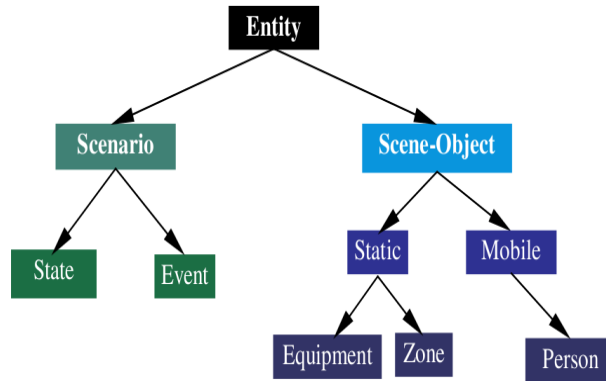 Entity
Scenario
Scene-Object
State
Event
Static
Mobile
Equipment
Zone
Person